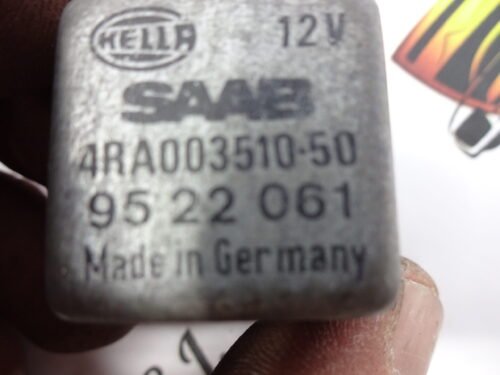 HELLA 12V
SAAB
4RA003510-50
95 22 061
Made in Germany